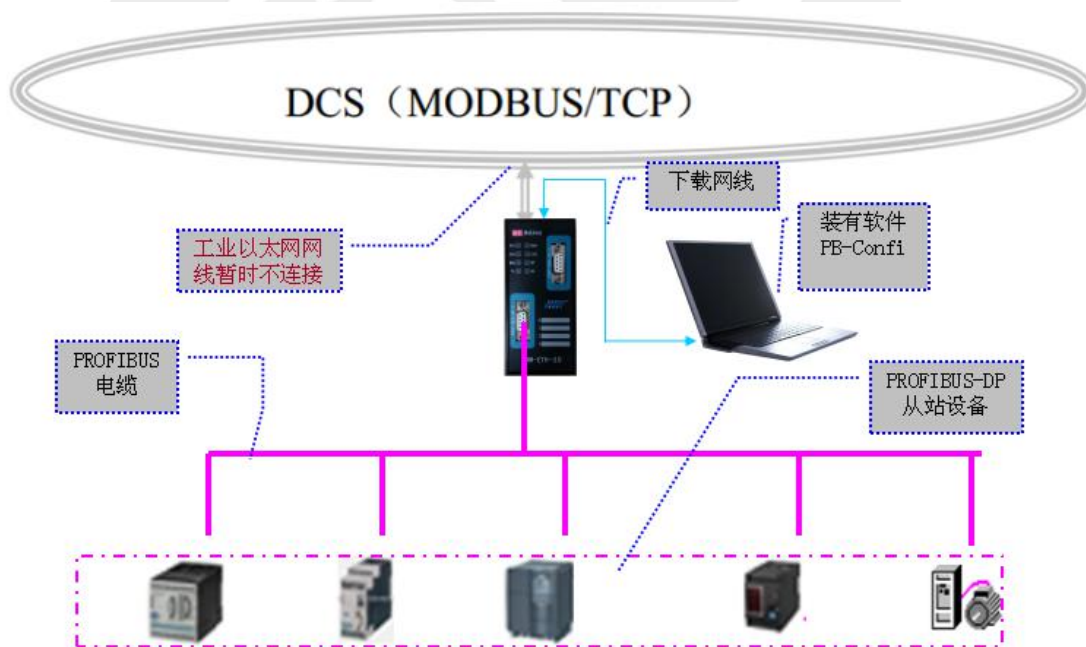 DCS（MODBUS/TCP）
下载网线
装有软件
PB-Confi
工业以太网网
线暂时不连接
PROFIBUS
电缆
PROFIBUS-DP
从站设备